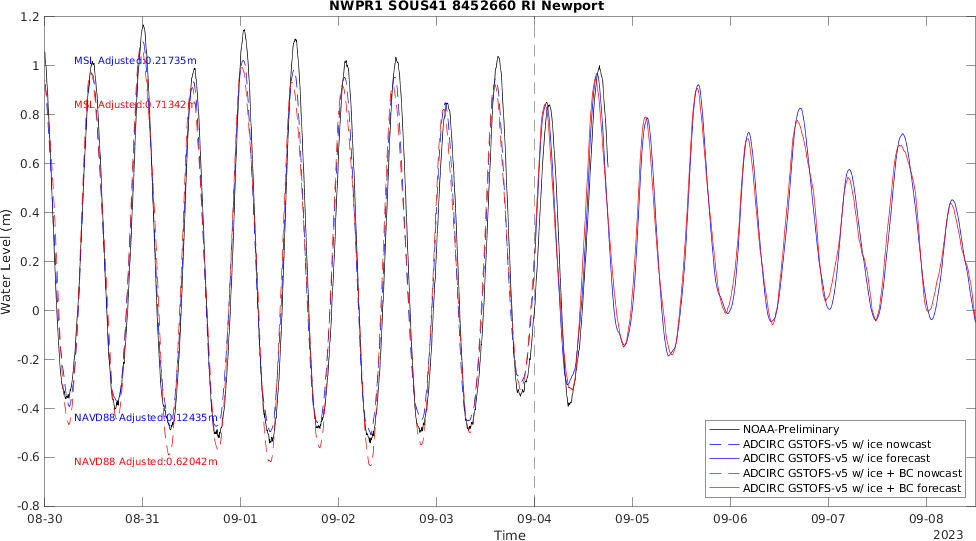 NWPR1 SOUS41 8452660 RI Newport
Water Level (m)
1.2
1
0.8
0.6
0.4
0.2
0
-0.2
-0.4
-0.6
-0.8
MSL Adjusted:0.21735m
MSL Adjusted:0.71342m
NAVD88 Adjusted:0.12435m
NAVD88 Adjusted:0.62042m
NOAA-Preliminary
ADCIRC GSTOFS-v5 w/ ice nowcast
ADCIRC GSTOFS-v5 w/ ice forecast
ADCIRC GSTOFS-v5 w/ ice + BC nowcast
ADCIRC GSTOFS-v5 w/ ice + BC forecast
08-30 08-31 09-01 09-02 09-03 09-04 09-05 09-06 09-07 09-08
Time
2023